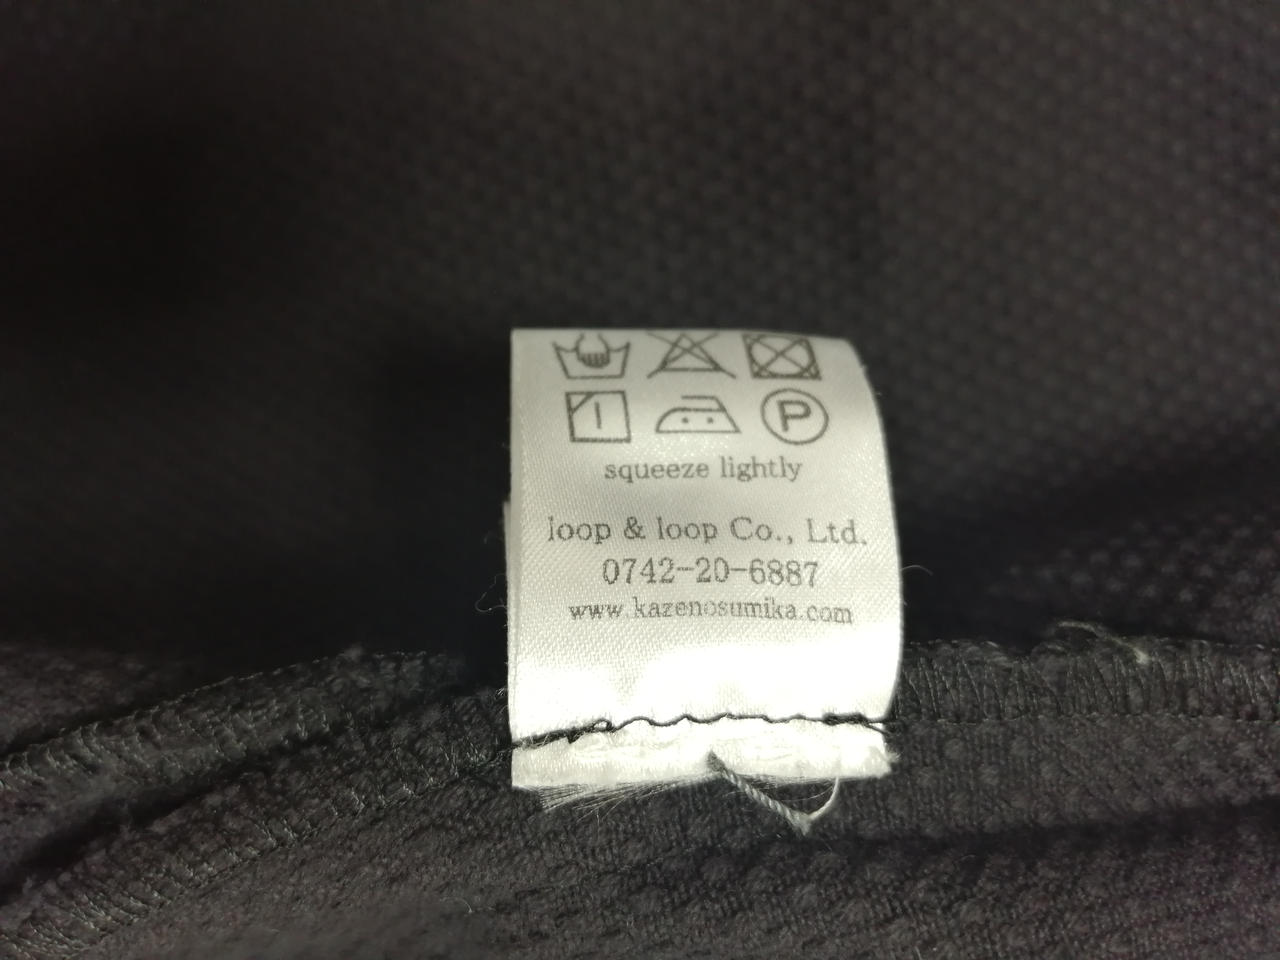 P
squeeze lightly
loop & loop Co., Ltd.
0742-20-6887
www.kazenosumika.com